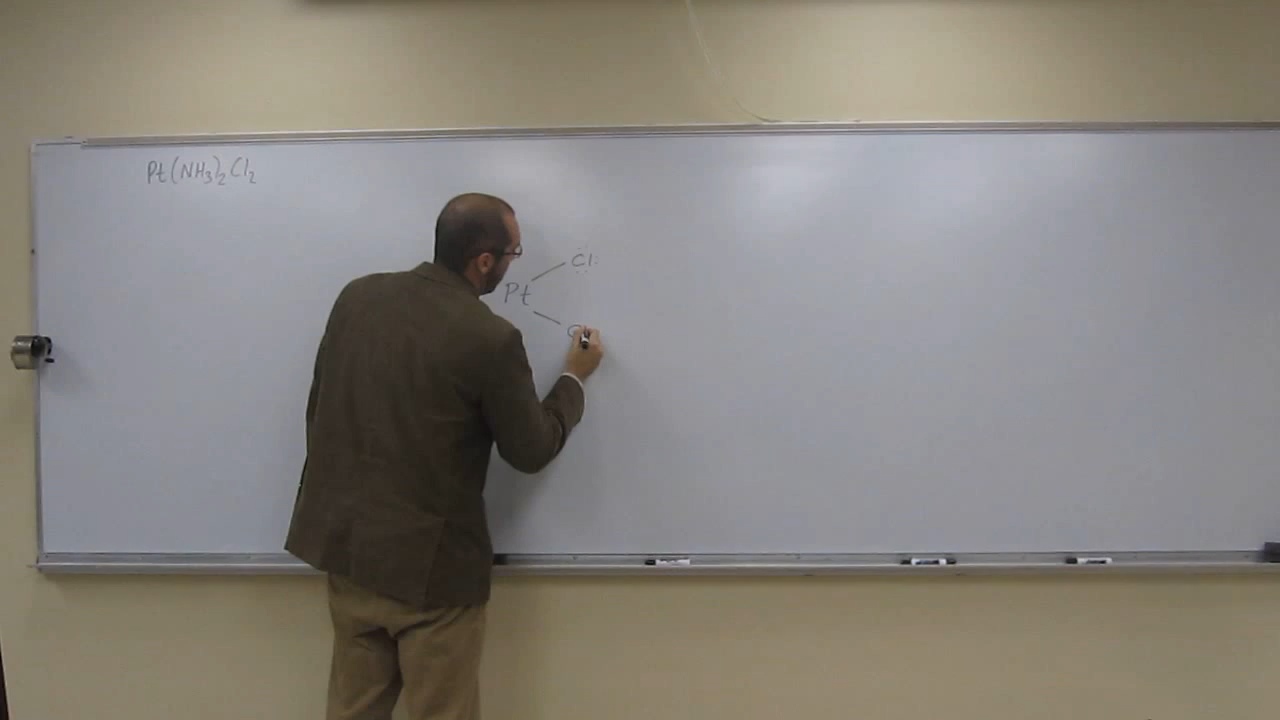 Pt(NH₃)₂Cl₂
Cl:
Pt
C